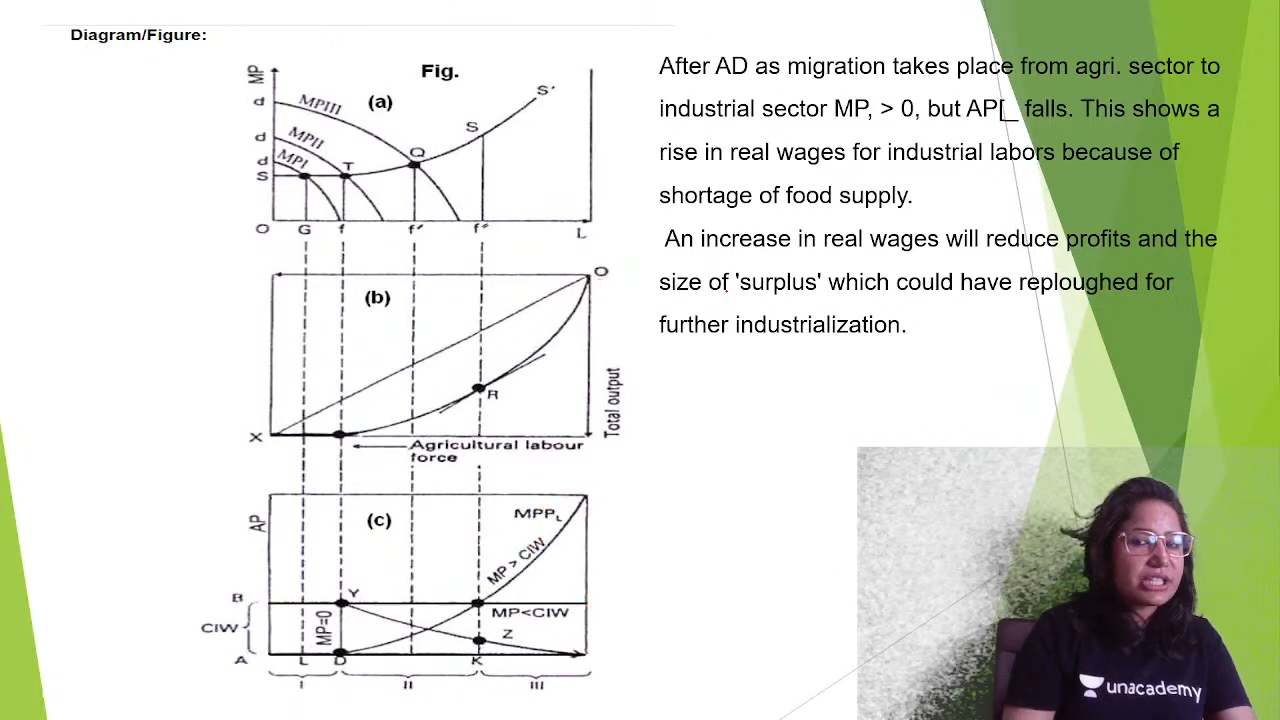 Diagram/Figure:
Fig.
MP
(a)
d
MPIII
S'
d
MPII
S
d
MPI
T
Q
S
O
G
f
f'
f"
L
O
(b)
R
Total output
X
Agricultural labour
force
AP
(c)
MPP L
MP > CIW
B
Y
MP<CIW
CIW
MP=0
Z
A
L
D
K
I
II
III
After AD as migration takes place from agri. sector to
industrial sector MP, > 0, but AP[_ falls. This shows a
rise in real wages for industrial labors because of
shortage of food supply.
An increase in real wages will reduce profits and the
size of 'surplus' which could have reploughed for
further industrialization.
unacademy